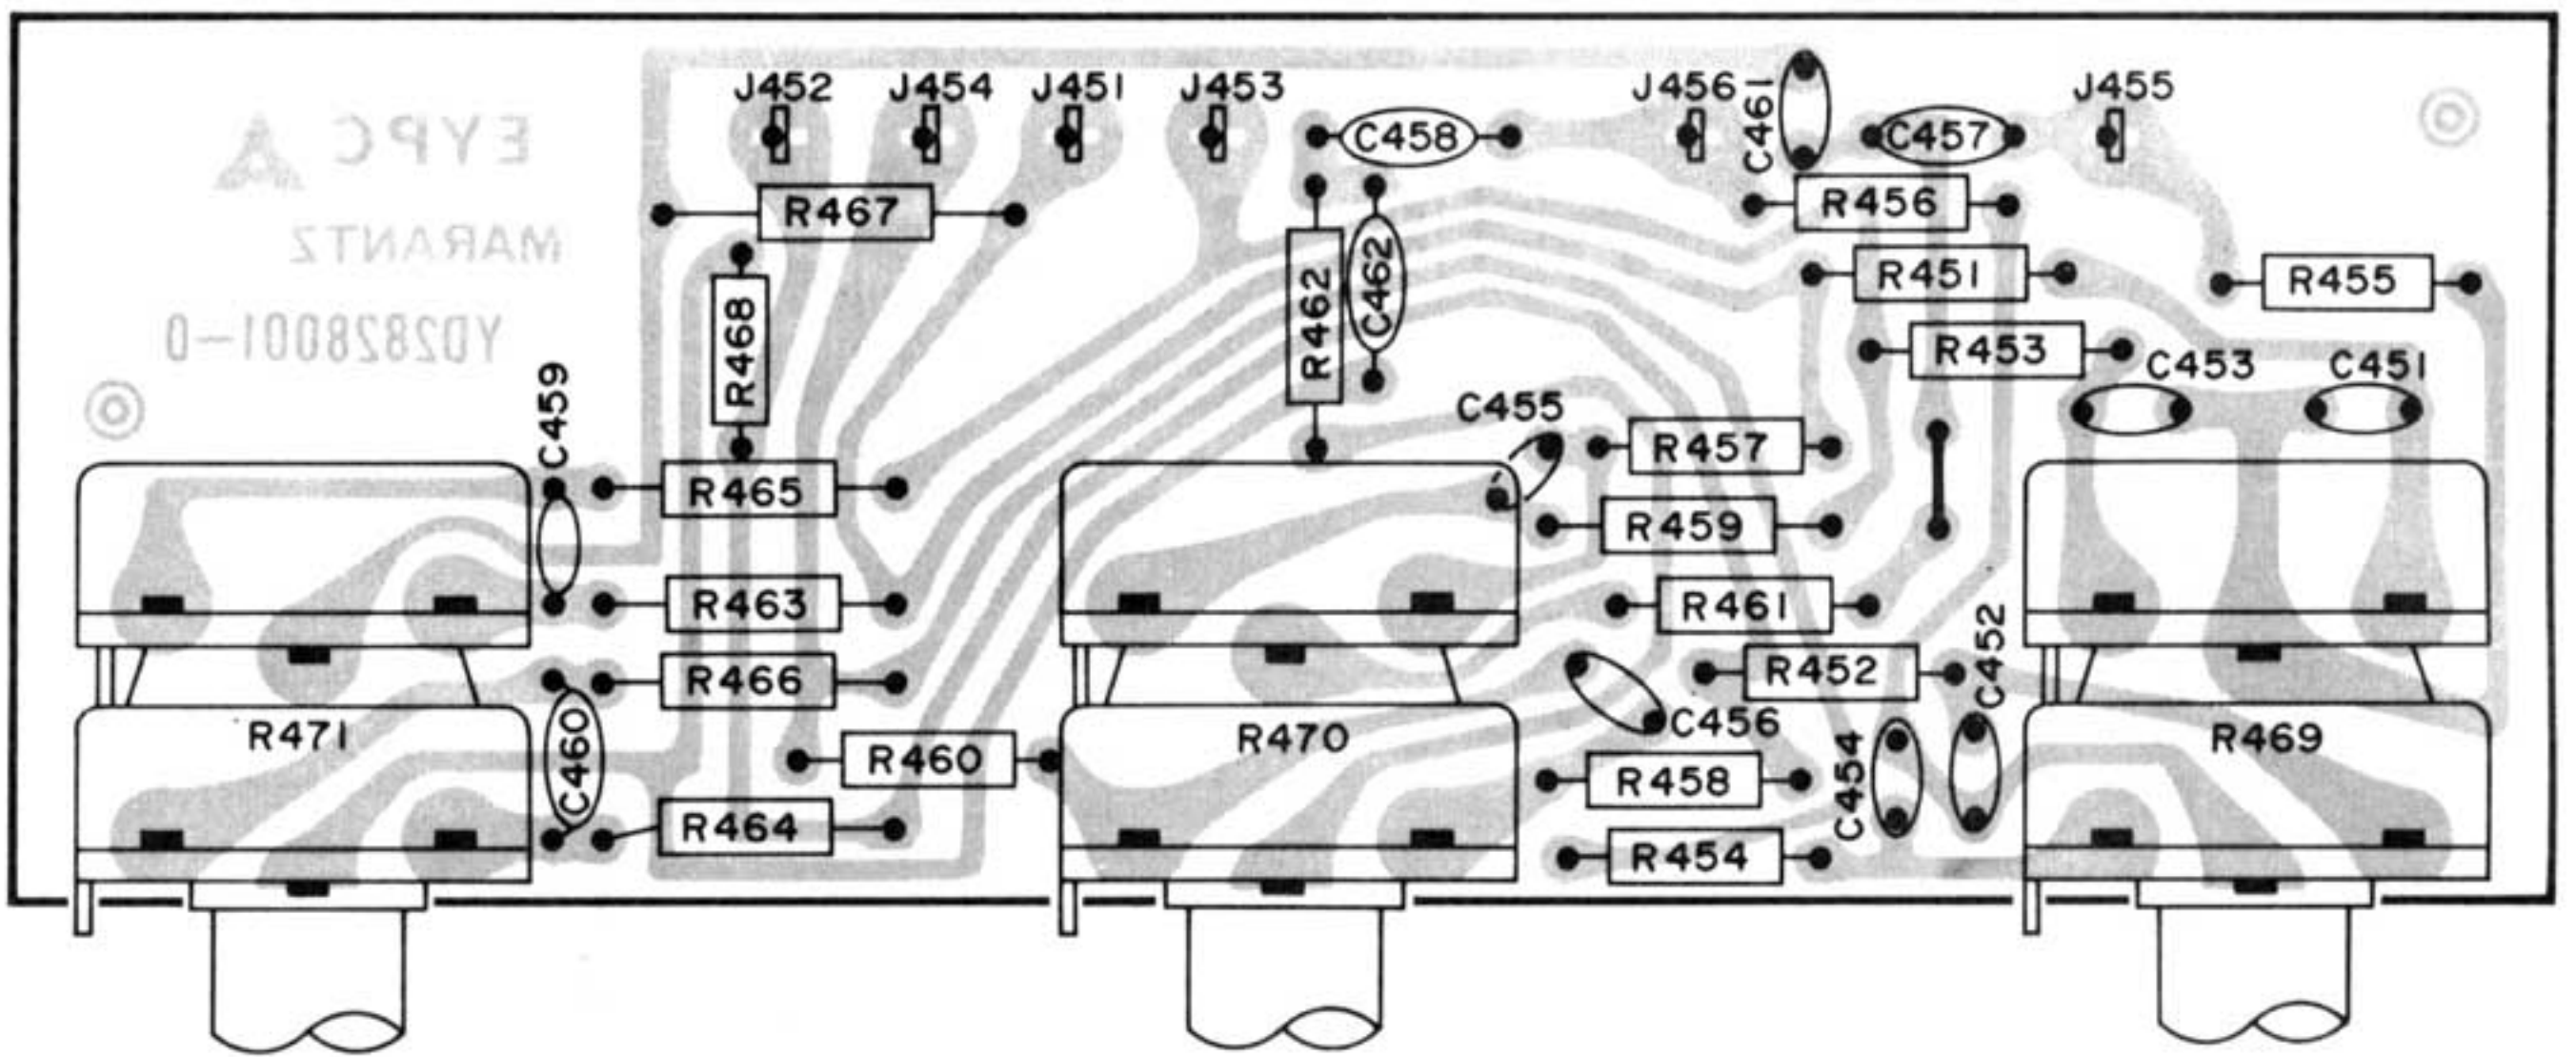 J452 J454 J451 J453 J456 C461 J455
EYPC
C458 C457
R467 R456
MARANTZ
R462 C462 R451 R455
YD2828001-0
R468 R453
C459 C453 C451
C455
R457
R465
R459
R463 R461
C452
R466 R452
R471 C456 R470 R469
C460 R460 C454 R458
R464 R454